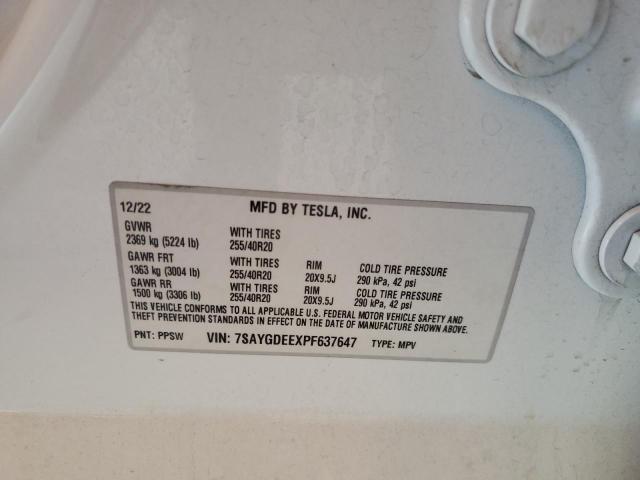 12/22 MFD BY TESLA, INC.
GVWR WITH TIRES
2369 kg (5224 lb) 255/40R20
GAWR FRT WITH TIRES RIM COLD TIRE PRESSURE
1363 kg (3004 lb) 255/40R20 20X9.5J 290 kPa, 42 psi
GAWR RR WITH TIRES RIM COLD TIRE PRESSURE
1500 kg (3306 lb) 255/40R20 20X9.5J 290 kPa, 42 psi
THIS VEHICLE CONFORMS TO ALL APPLICABLE U.S. FEDERAL MOTOR VEHICLE SAFETY AND
THEFT PREVENTION STANDARDS IN EFFECT ON THE DATE OF MANUFACTURE SHOWN ABOVE.
PNT: PPSW VIN: 7SAYGDEEXPF637647 TYPE: MPV